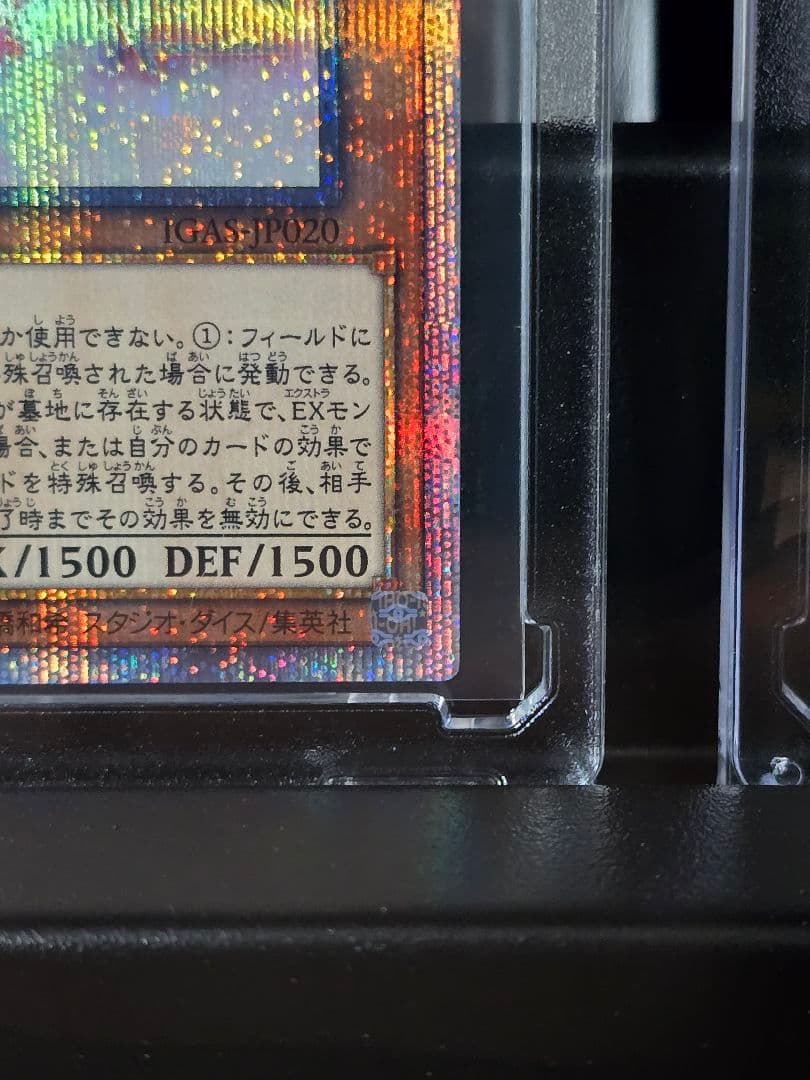 IGAS-JP020
か使用できない。①:フィールドに
殊召喚された場合に発動できる。
が墓地に存在する状態で、EXモン
場合、または自分のカードの効果で
ドを特殊召喚する。その後、相手
了時までその効果を無効にできる。
/1500 DEF/1500
橋和希 スタジオ・ダイス/集英社